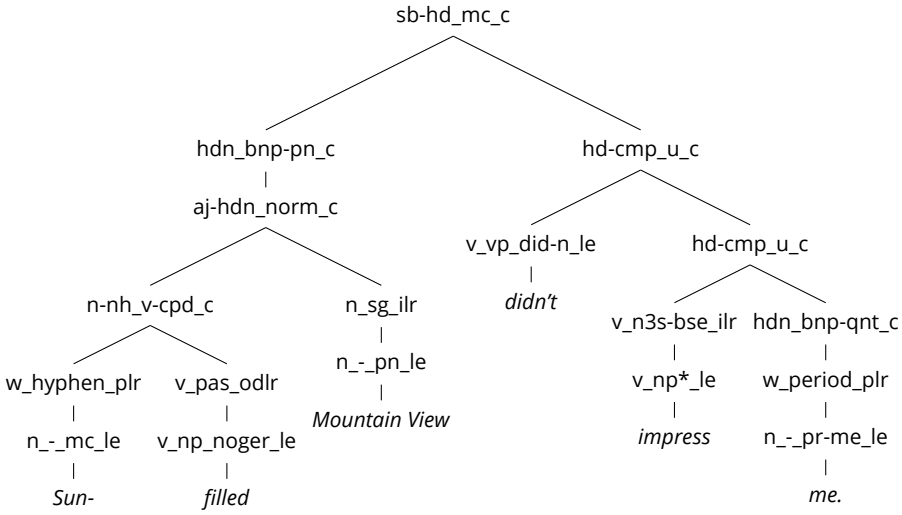 sb-hd_mc_c
hdn_bnp-pn_c hd-cmp_u_c
aj-hdn_norm_c
v_vp_did-n_le hd-cmp_u_c
n-nh_v-cpd_c n_sg_ilr didn’t
v_n3s-bse_ilr hdn_bnp-qnt_c
n_-_pn_le
w_hyphen_plr v_pas_odlr v_np*_le w_period_plr
Mountain View
n_-_mc_le v_np_noger_le impress n_-_pr-me_le
Sun- filled me.